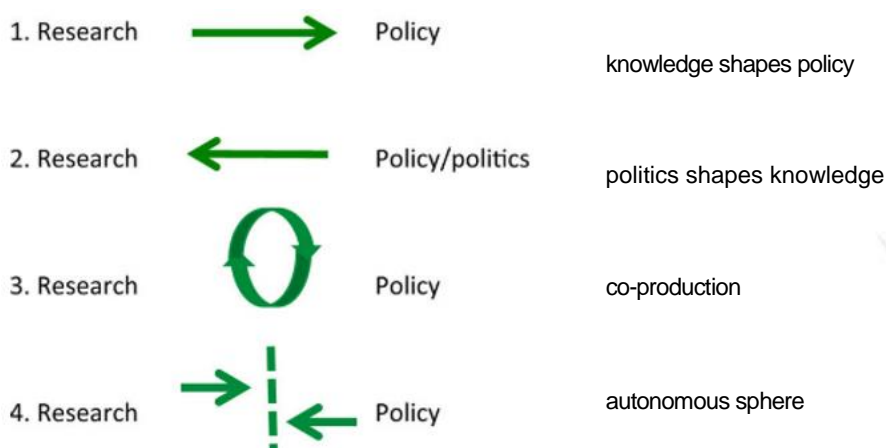 1. Research Policy
knowledge shapes policy
2. Research Policy/politics
politics shapes knowledge
3. Research Policy co-production
4. Research Policy autonomous sphere